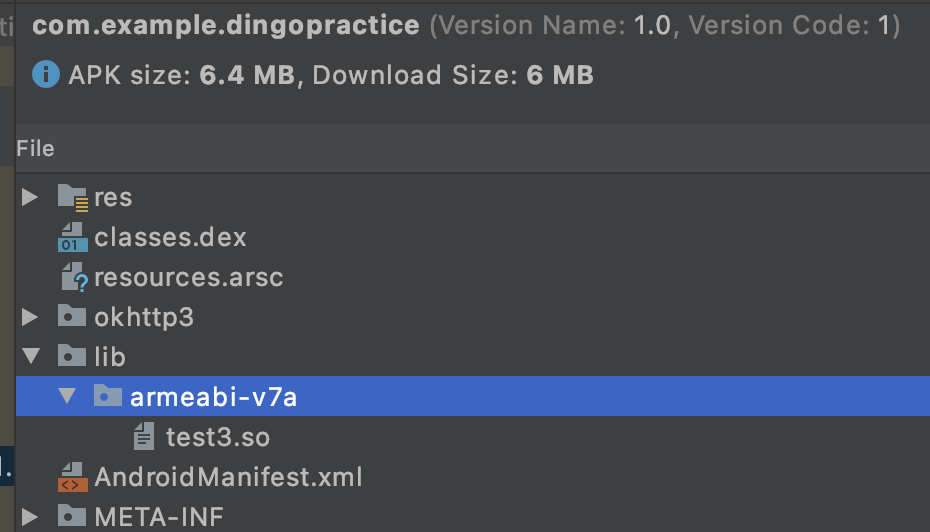 com.example.dingopractice (Version Name: 1.0, Version Code: 1)
APK size: 6.4 MB, Download Size: 6 MB
File
res
classes.dex
resources.arsc
okhttp3
lib
armeabi-v7a
test3.so
AndroidManifest.xml
META-INF